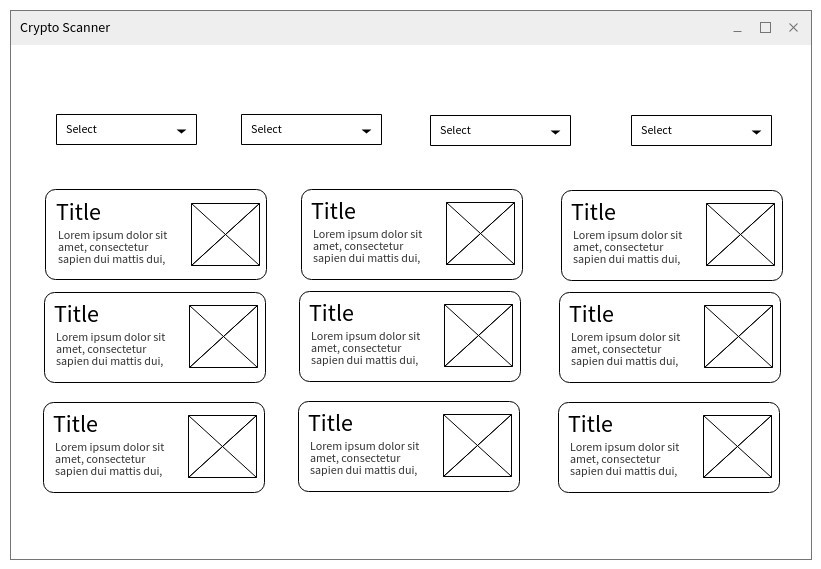 Crypto Scanner
Select
Select
Select
Select
Title
Lorem ipsum dolor sit
amet, consectetur
sapien dui mattis dui,
Title
Lorem ipsum dolor sit
amet, consectetur
sapien dui mattis dui,
Title
Lorem ipsum dolor sit
amet, consectetur
sapien dui mattis dui,
Title
Lorem ipsum dolor sit
amet, consectetur
sapien dui mattis dui,
Title
Lorem ipsum dolor sit
amet, consectetur
sapien dui mattis dui,
Title
Lorem ipsum dolor sit
amet, consectetur
sapien dui mattis dui,
Title
Lorem ipsum dolor sit
amet, consectetur
sapien dui mattis dui,
Title
Lorem ipsum dolor sit
amet, consectetur
sapien dui mattis dui,
Title
Lorem ipsum dolor sit
amet, consectetur
sapien dui mattis dui,